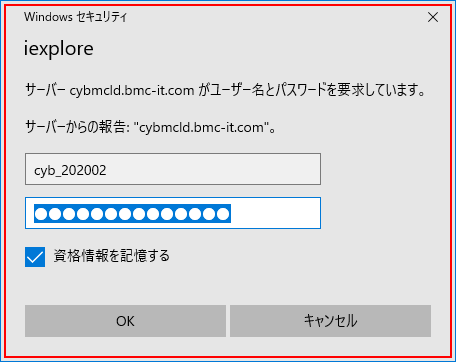 Windows セキュリティ
iexplore
サーバー cybmcld.bmc-it.com がユーザー名とパスワードを要求しています。
サーバーからの報告: "cybmcld.bmc-it.com"。
cyb_202002
●●●●●●●●●●●●●●
資格情報を記憶する
OK
キャンセル